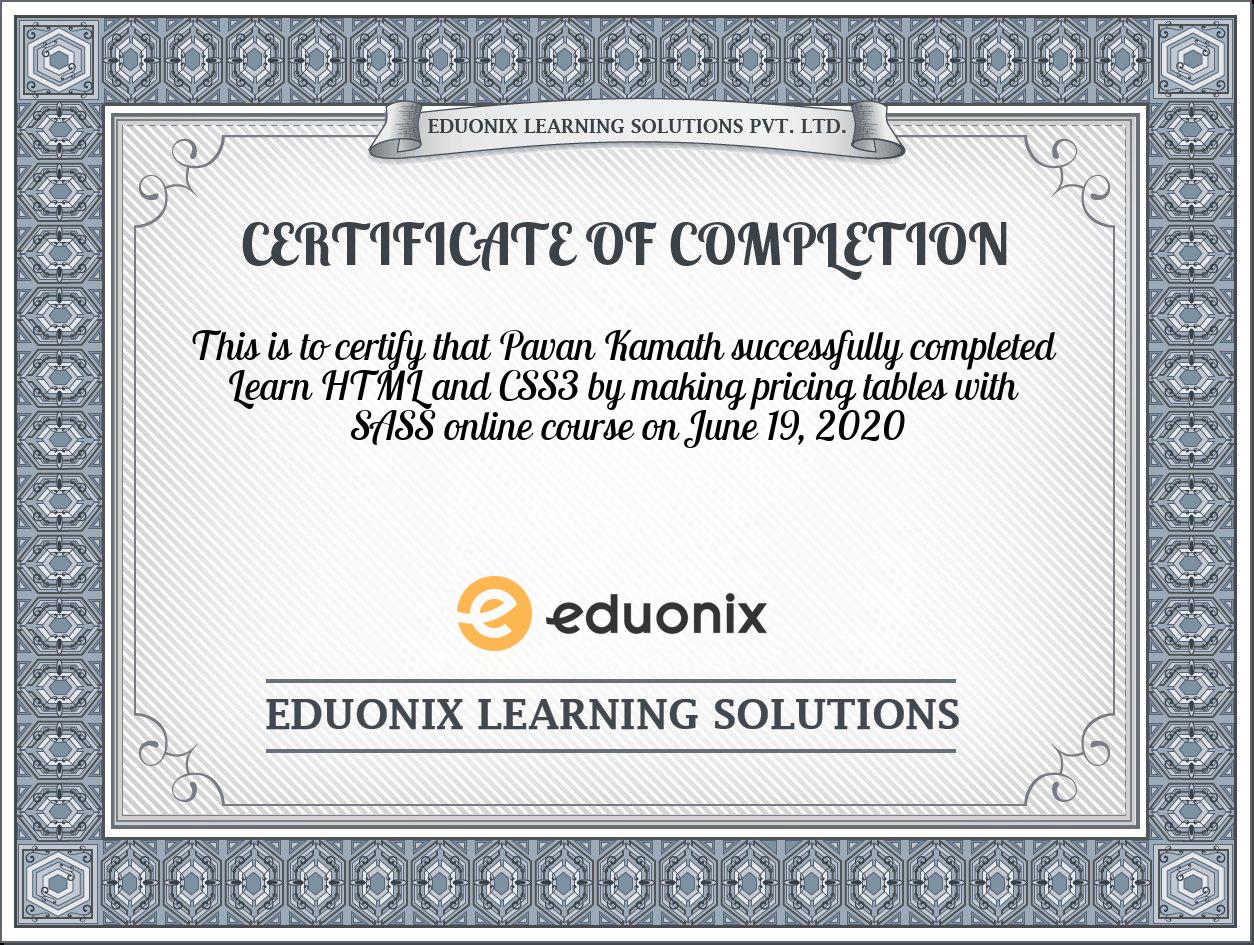 EDUONIX LEARNING SOLUTIONS PVT. LTD.
CERTIFICATE OF COMPLETION
This is to certify that Pavan Kamath successfully completed
Learn HTML and CSS3 by making pricing tables with
SASS online course on June 19, 2020
e eduonix
EDUONIX LEARNING SOLUTIONS